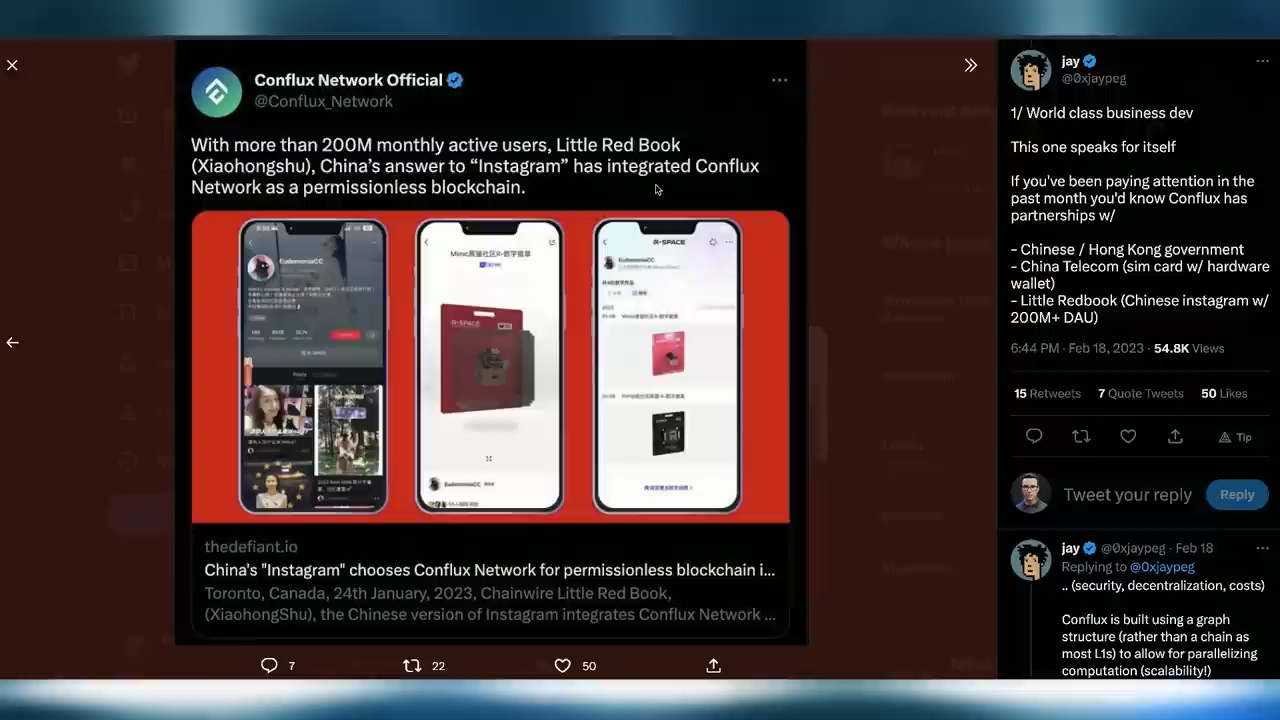 Conflux Network Official
@Conflux_Network
With more than 200M monthly active users, Little Red Book
(Xiaohongshu), China's answer to “Instagram” has integrated Conflux
Network as a permissionless blockchain.
EudemoniaCC
Posts
R-SPACE
EudemoniaCC
R-SPACE
EudemoniaCC
thedefiant.io
China's "Instagram" chooses Conflux Network for permissionless blockchain i...
Toronto, Canada, 24th January, 2023, Chainwire Little Red Book,
(XiaohongShu), the Chinese version of Instagram integrates Conflux Network ...
7
22
50
jay
@0xjaypeg
1/ World class business dev
This one speaks for itself
If you've been paying attention in the
past month you'd know Conflux has
partnerships w/
- Chinese / Hong Kong government
- China Telecom (sim card w/ hardware
wallet)
- Little Redbook (Chinese instagram w/
200M+ DAU)
6:44 PM · Feb 18, 2023 · 54.8K Views
15 Retweets 7 Quote Tweets 50 Likes
Tip
Tweet your reply
Reply
jay @0xjaypeg · Feb 18
Replying to @0xjaypeg
.. (security, decentralization, costs)
Conflux is built using a graph
structure (rather than a chain as
most L1s) to allow for parallelizing
computation (scalability!)